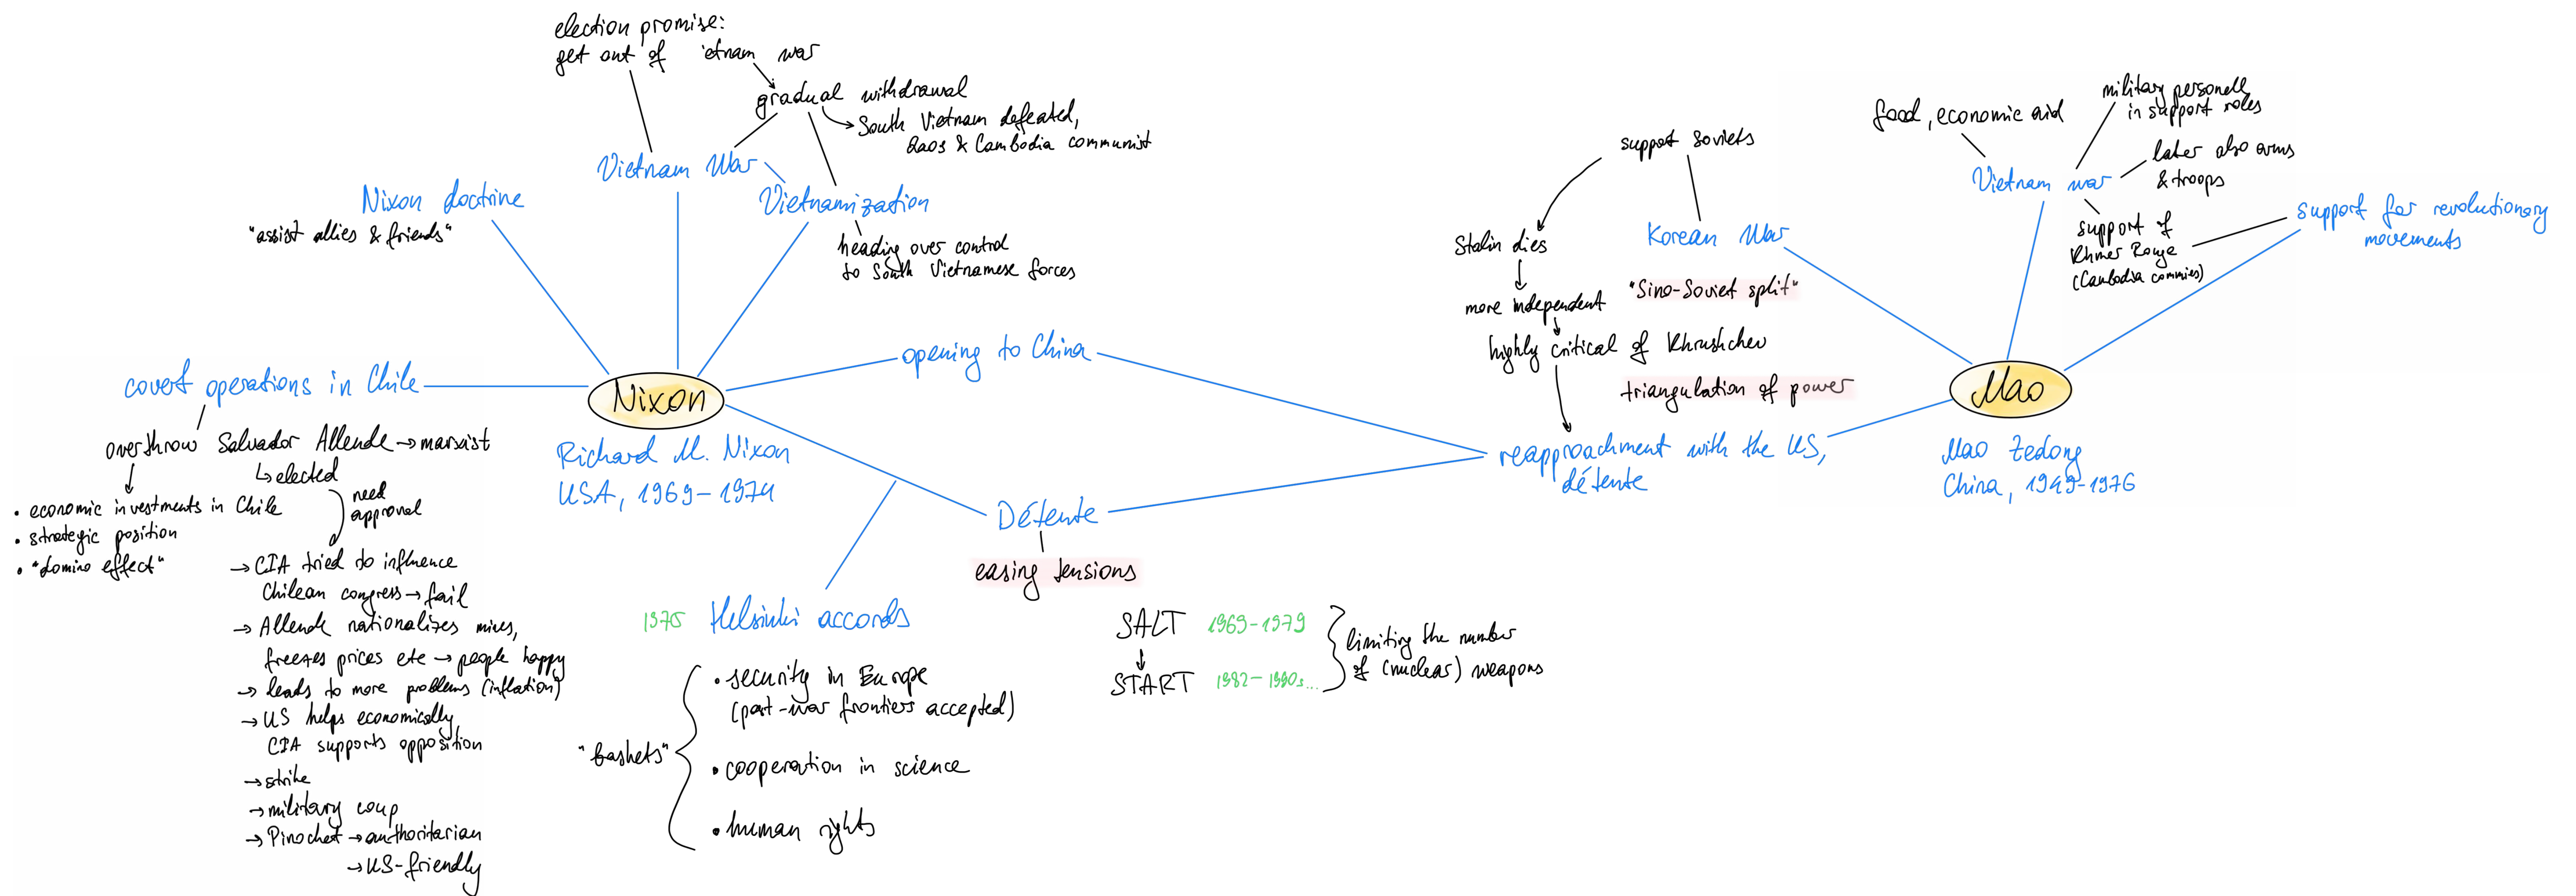 election promise:
get out of  etnam war
gradual withdrawal
South Vietnam defeated,
Laos & Cambodia communist
Vietnam War
Vietnamization
heading over control
to South Vietnamese forces
Nixon doctrine
"assist allies & friends"
covert operations in Chile
overthrow Salvador Allende → marxist
↳ elected
need
approval
• economic investments in Chile
• strategic position
• "domino effect"
→ CIA tried to influence
Chilean congress → fail
→ Allende nationalizes mines,
freezes prices etc → people happy
→ leads to more problems (inflation)
→ US helps economically,
CIA supports opposition
→ strike
→ military coup
→ Pinochet → authoritarian
→ US-friendly
Nixon
Richard M. Nixon
USA, 1969-1974
opening to China
Détente
easing tensions
1975 Helsinki accords
"baskets"
• security in Europe
(post-war frontiers accepted)
• cooperation in science
• human rights
SALT 1969-1979
START 1982-1990s...
limiting the number
of (nuclear) weapons
support Soviets
Stalin dies
more independent
"Sino-Soviet split"
highly critical of Khrushchev
triangulation of power
reapproachment with the US,
détente
Korean War
food, economic aid
military personell
in support roles
Vietnam war
later also arms
& troops
support of
Khmer Rouge
(Cambodia commies)
support for revolutionary
movements
Mao
Mao Zedong
China, 1949-1976